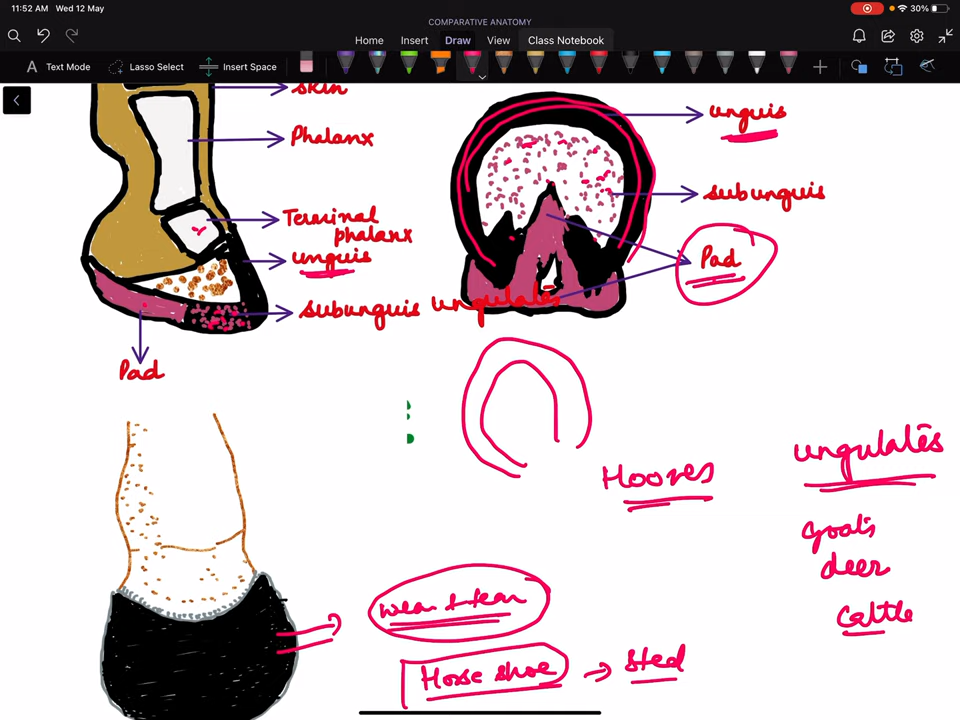 11:52 AM Wed 12 May
30%
COMPARATIVE ANATOMY
Home Insert Draw View Class Notebook
Text Mode Lasso Select Insert Space
skin
Phalanx
Terminal
phalanx
unguis
subunguis
Pad
unguis
subunguis
Pad
ungulates
Hooves
ungulates
goats
deer
cattle
wear & tear
Horse shoe → Steel